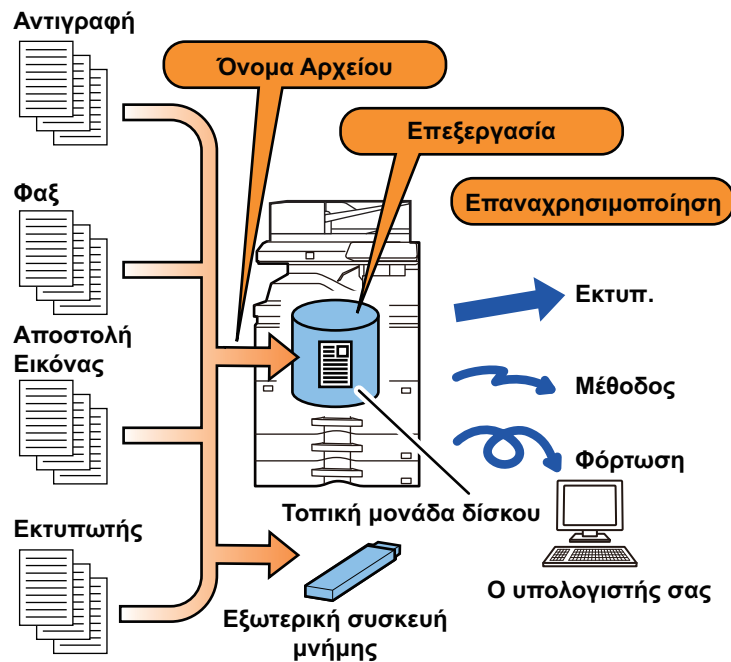 Αντιγραφή
Όνομα Αρχείου
Επεξεργασία
Φαξ
Επαναχρησιμοποίηση
Εκτυπ.
Αποστολή
Εικόνας
Μέθοδος
Φόρτωση
Τοπική μονάδα δίσκου
Εκτυπωτής
Ο υπολογιστής σας
Εξωτερική συσκευή
μνήμης